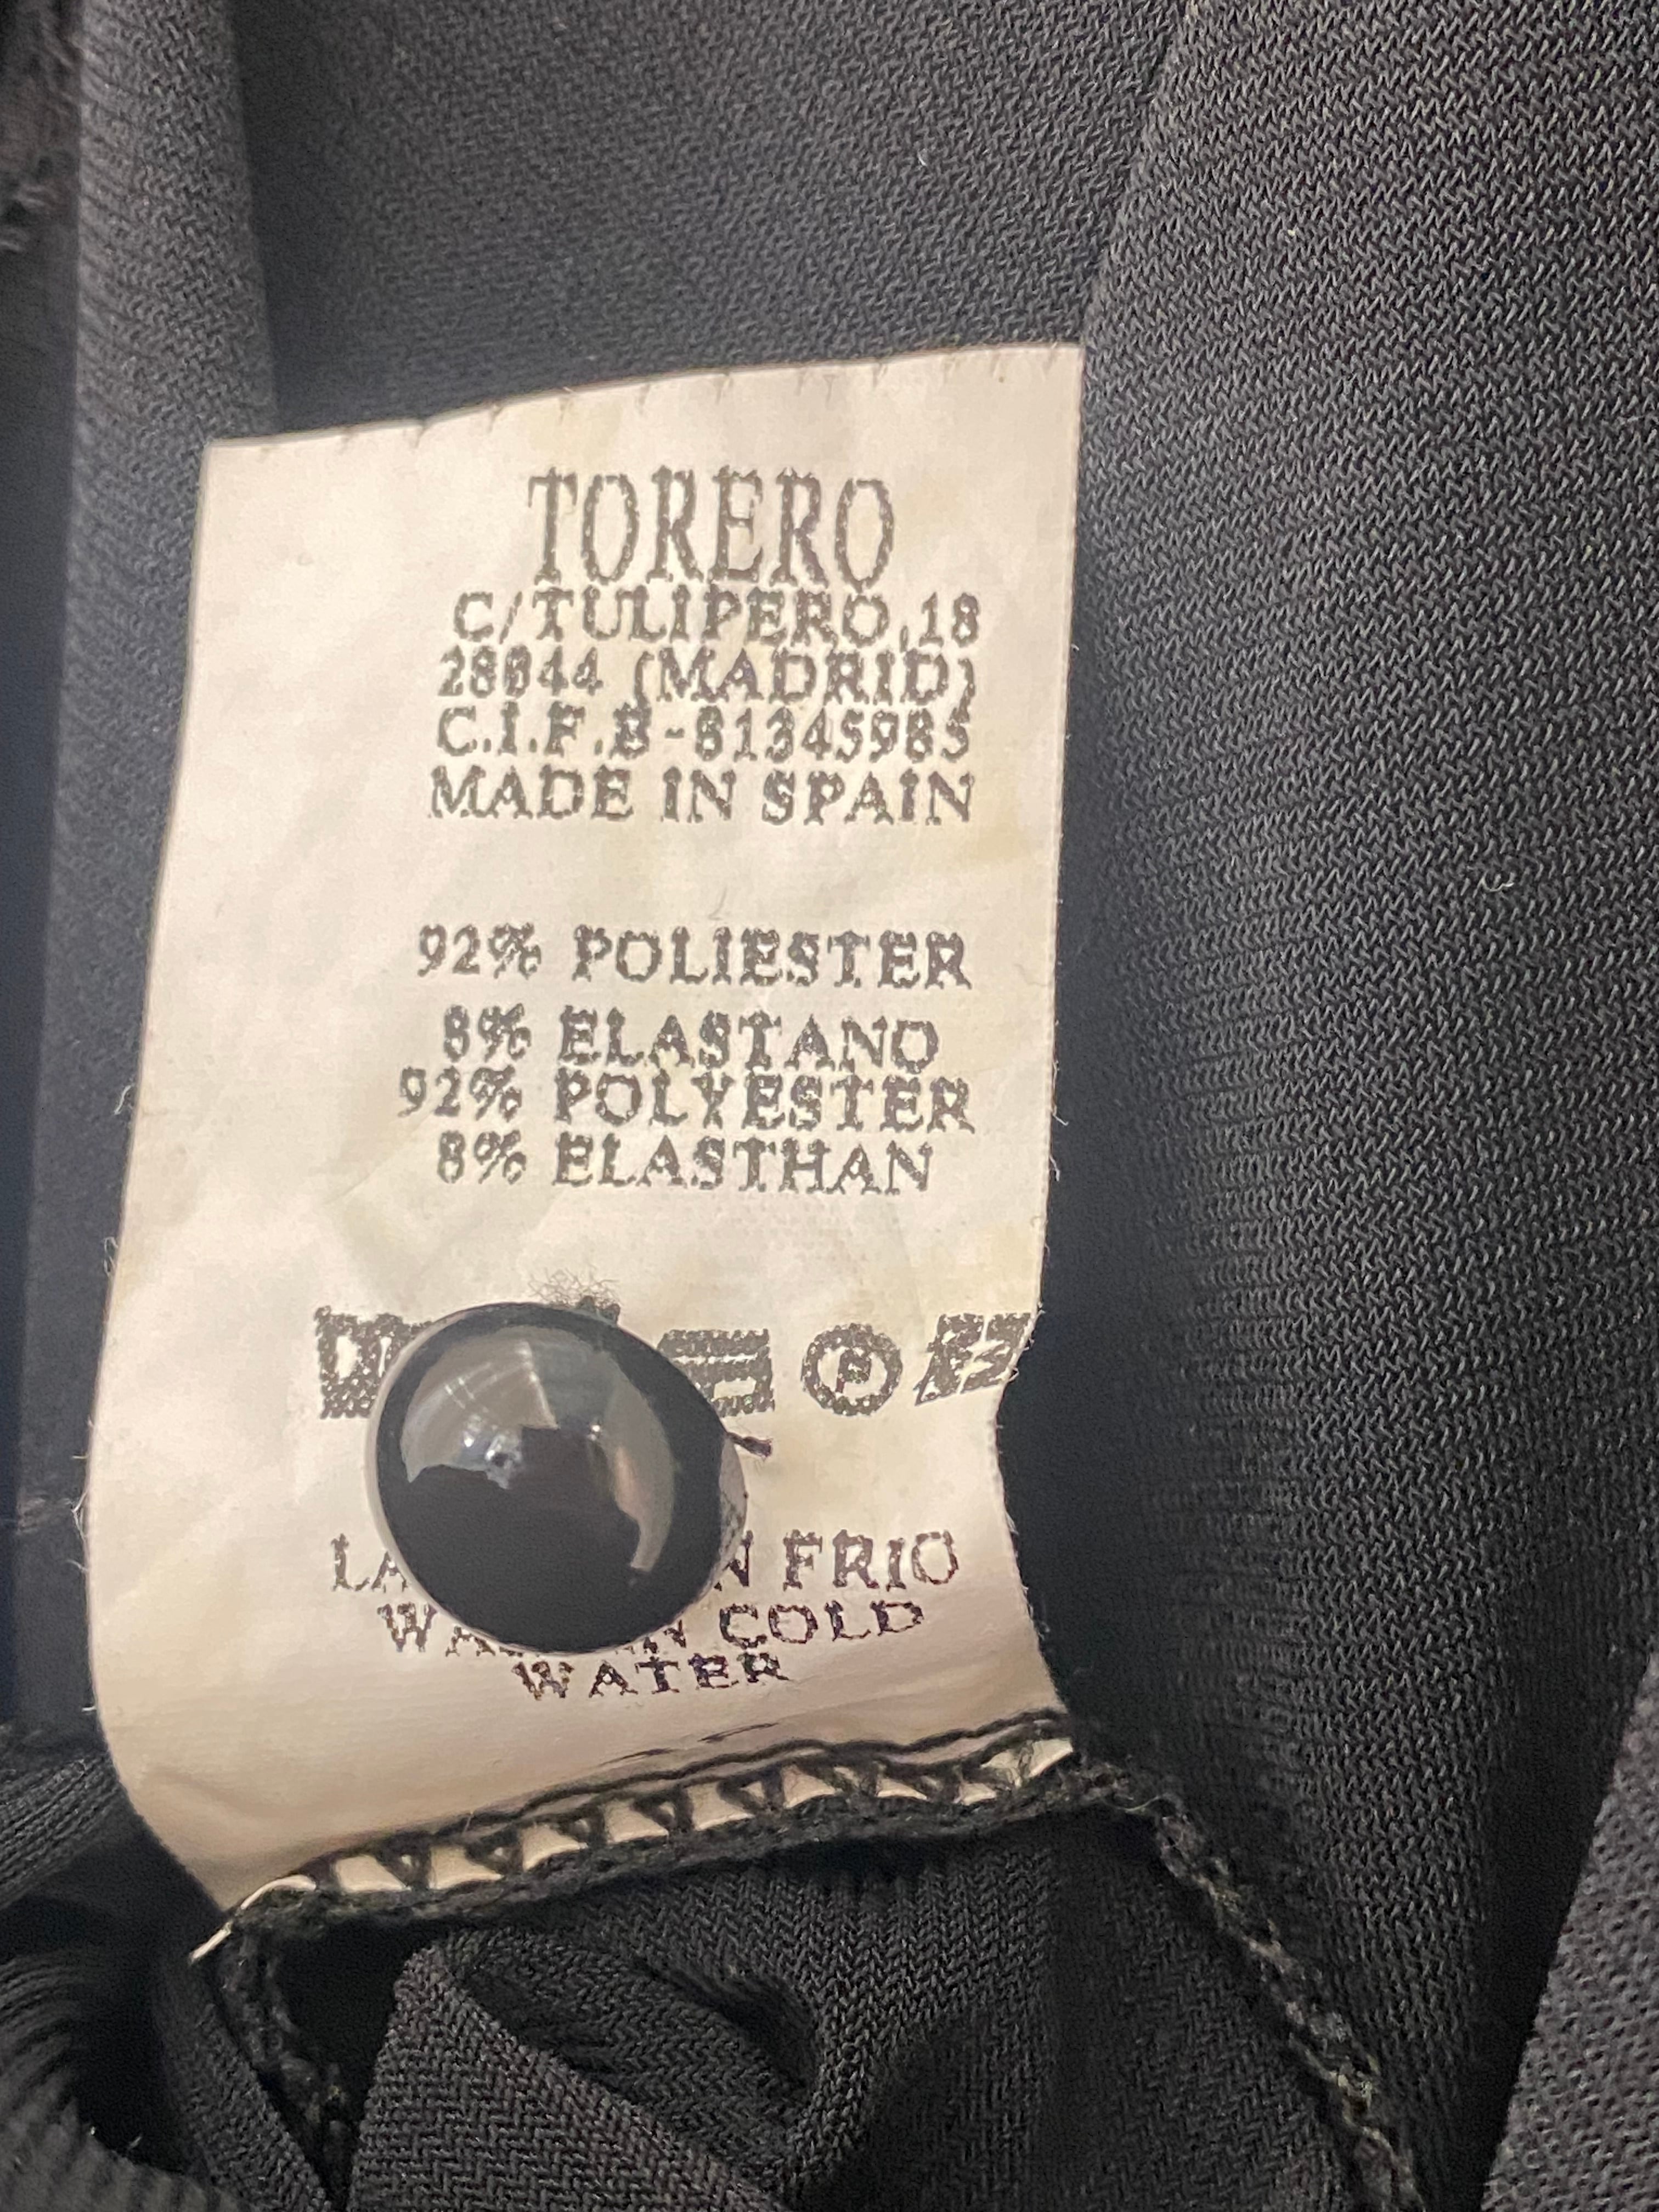 TORERO
C/TULIPERO,18
28044 (MADRID)
C.I.F.B-81345985
MADE IN SPAIN
92% POLIESTER
8% ELASTANO
92% POLYESTER
8% ELASTHAN
P
FRIO
COLD
WATER